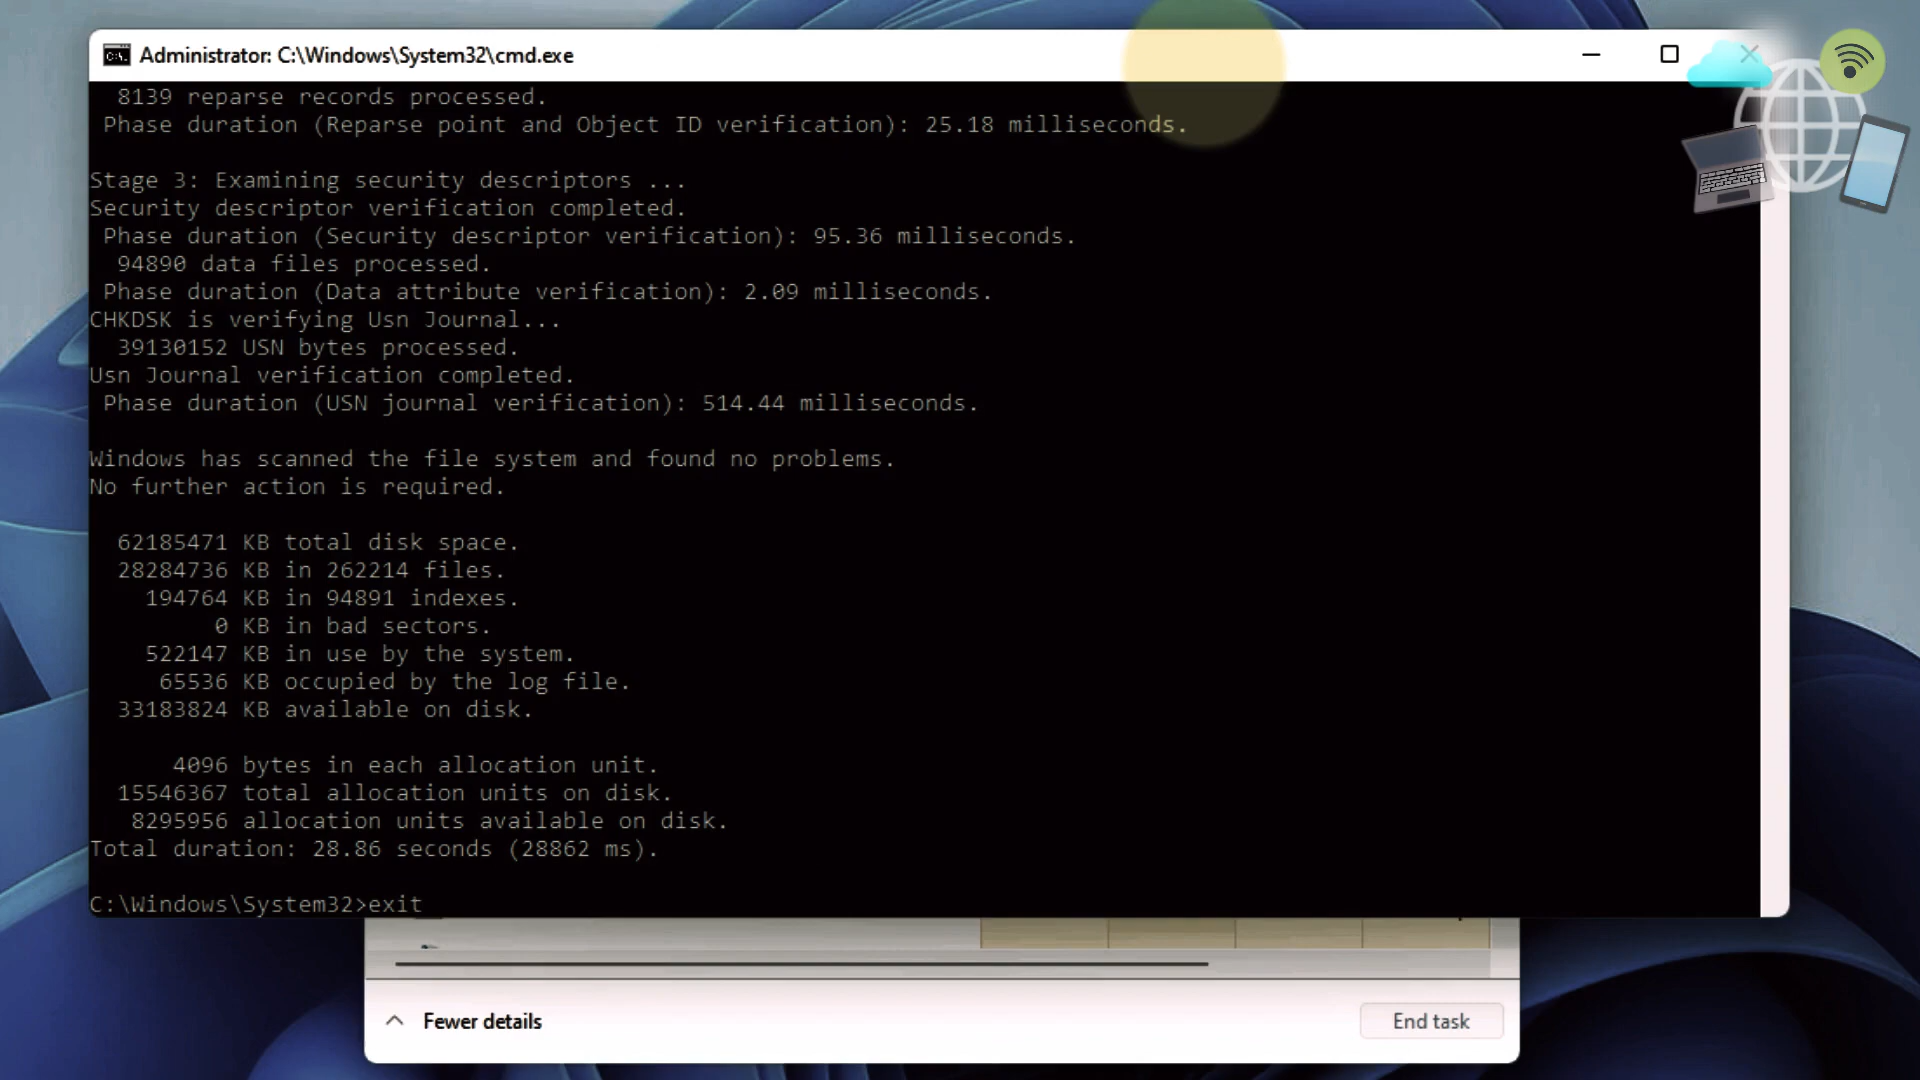 Administrator: C:\Windows\System32\cmd.exe
8139 reparse records processed.
Phase duration (Reparse point and Object ID verification): 25.18 milliseconds.
Stage 3: Examining security descriptors ...
Security descriptor verification completed.
Phase duration (Security descriptor verification): 95.36 milliseconds.
94890 data files processed.
Phase duration (Data attribute verification): 2.09 milliseconds.
CHKDSK is verifying Usn Journal...
39130152 USN bytes processed.
Usn Journal verification completed.
Phase duration (USN journal verification): 514.44 milliseconds.
Windows has scanned the file system and found no problems.
No further action is required.
62185471 KB total disk space.
28284736 KB in 262214 files.
194764 KB in 94891 indexes.
0 KB in bad sectors.
522147 KB in use by the system.
65536 KB occupied by the log file.
33183824 KB available on disk.
4096 bytes in each allocation unit.
15546367 total allocation units on disk.
8295956 allocation units available on disk.
Total duration: 28.86 seconds (28862 ms).
C:\Windows\System32>exit
Fewer details
End task